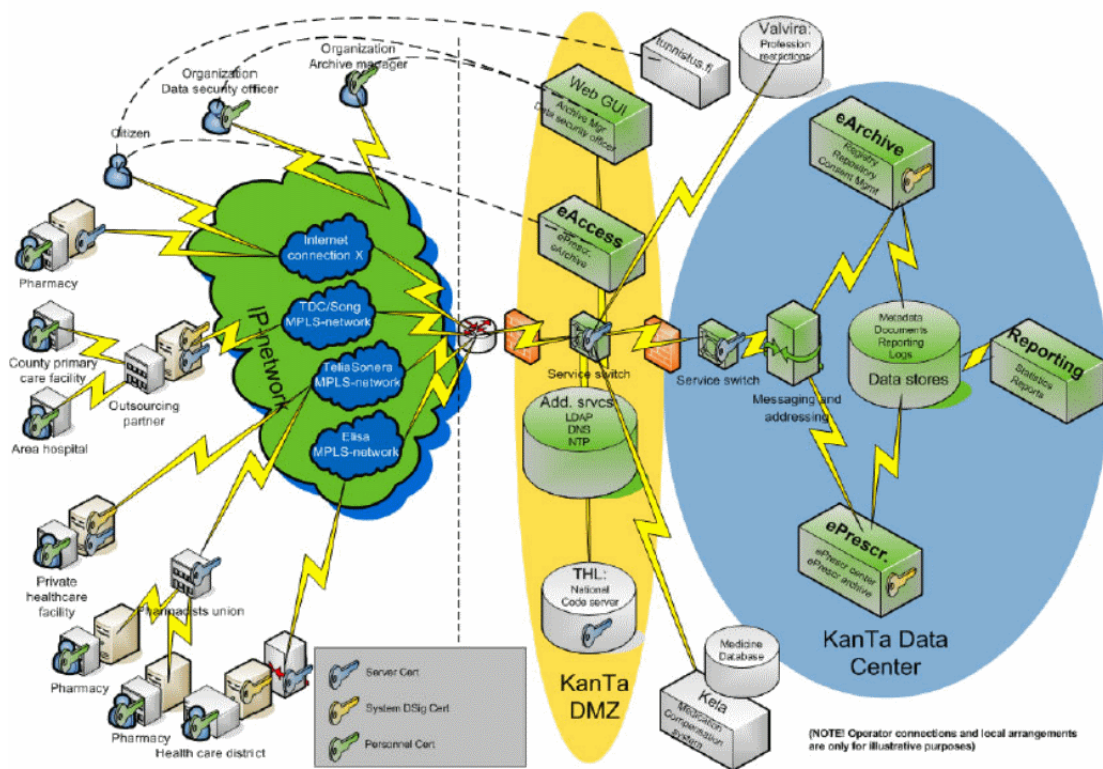 Organization
Archive manager
Organization
Data security officer
Citizen
Pharmacy
County primary
care facility
Outsourcing
partner
Area hospital
Private
healthcare
facility
Pharmacists union
Pharmacy
Pharmacy
Health care district
IP-network
Internet
connection X
TDC/Song
MPLS-network
TeliaSonera
MPLS-network
Elisa
MPLS-network
Server Cert
System DSig Cert
Personnel Cert
tunnistus.fi
Valvira:
Profession
restrictions
Web GUI
Archive Mgr
Data security officer
eAccess
ePrescr.
eArchive
Service switch
Add. srvcs
LDAP
DNS
NTP
THL:
National
Code server
KanTa
DMZ
Service switch
Messaging and
addressing
eArchive
Registry
Repository
Consent Mgmt
Metadata
Documents
Reporting
Logs
Data stores
Reporting
Statistics
Reports
ePrescr.
ePrescr center
ePrescr archive
KanTa Data
Center
Medicine
Database
Kela
Medication
Compensation
system
(NOTE! Operator connections and local arrangements
are only for illustrative purposes)